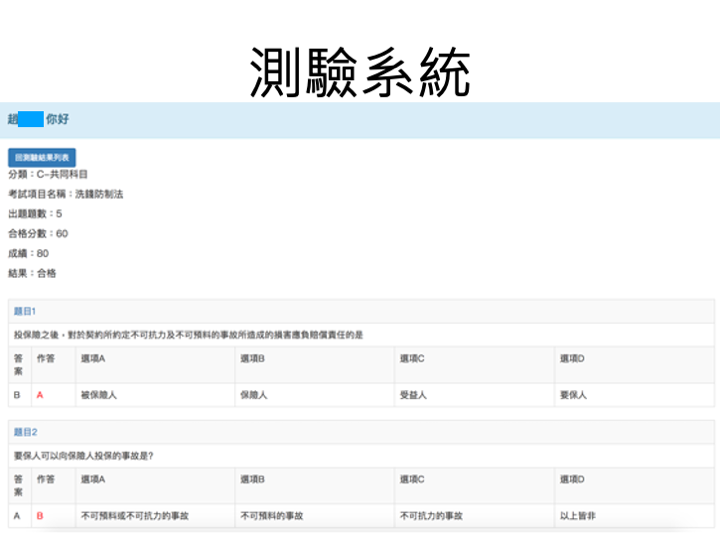 測驗系統
趙 你好
回測驗結果列表
分類：C-共同科目
考試項目名稱：洗錢防制法
出題題數：5
合格分數：60
成績：80
結果：合格
題目1
投保險之後，對於契約所約定不可抗力及不可預料的事故所造成的損害應負賠償責任的是
答案 作答 選項A 選項B 選項C 選項D
B A 被保險人 保險人 受益人 要保人
題目2
要保人可以向保險人投保的事故是?
答案 作答 選項A 選項B 選項C 選項D
A B 不可預料或不可抗力的事故 不可預料的事故 不可抗力的事故 以上皆非